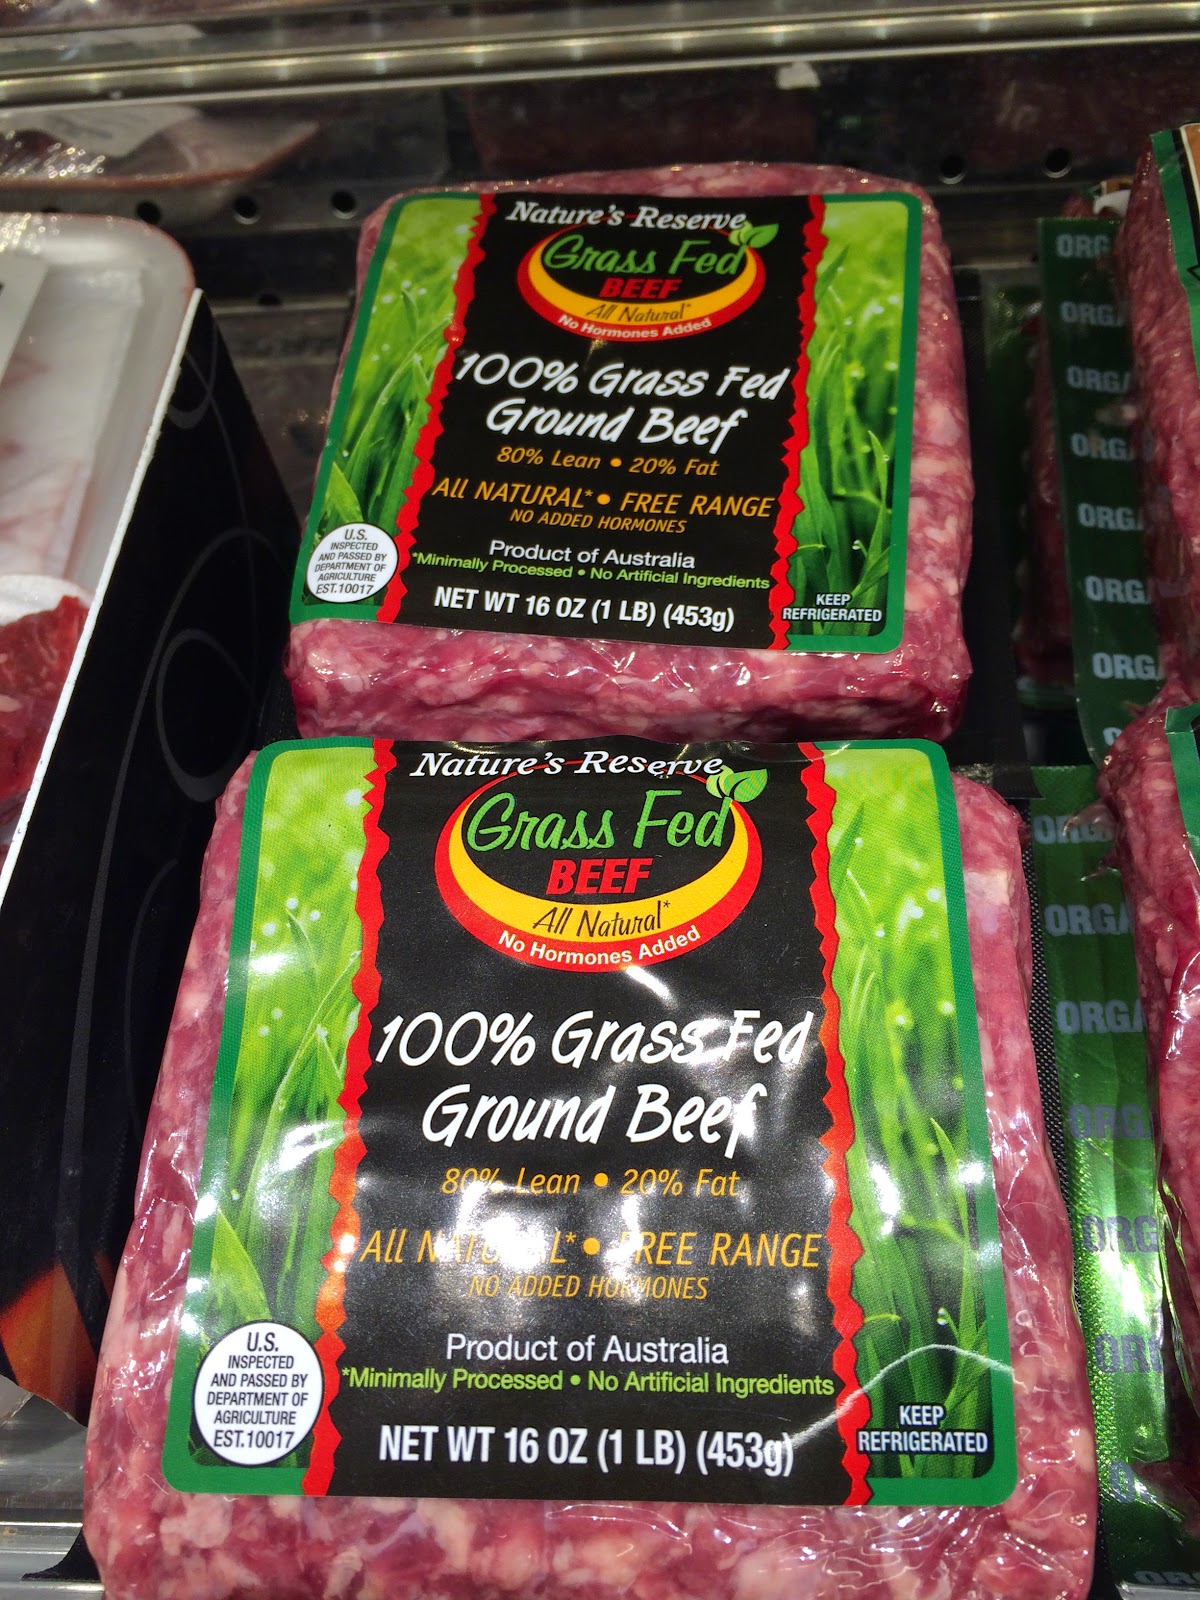 Nature's Reserve
Grass Fed
BEEF
All Natural*
No Hormones Added
100% Grass Fed
Ground Beef
80% Lean • 20% Fat
All NATURAL* • FREE RANGE
NO ADDED HORMONES
Product of Australia
*Minimally Processed • No Artificial Ingredients
NET WT 16 OZ (1 LB) (453g)
U.S.
INSPECTED
AND PASSED BY
DEPARTMENT OF
AGRICULTURE
EST.10017
KEEP
REFRIGERATED
Nature's Reserve
Grass Fed
BEEF
All Natural*
No Hormones Added
100% Grass Fed
Ground Beef
80% Lean • 20% Fat
All NATURAL* • FREE RANGE
NO ADDED HORMONES
Product of Australia
*Minimally Processed • No Artificial Ingredients
NET WT 16 OZ (1 LB) (453g)
U.S.
INSPECTED
AND PASSED BY
DEPARTMENT OF
AGRICULTURE
EST.10017
KEEP
REFRIGERATED